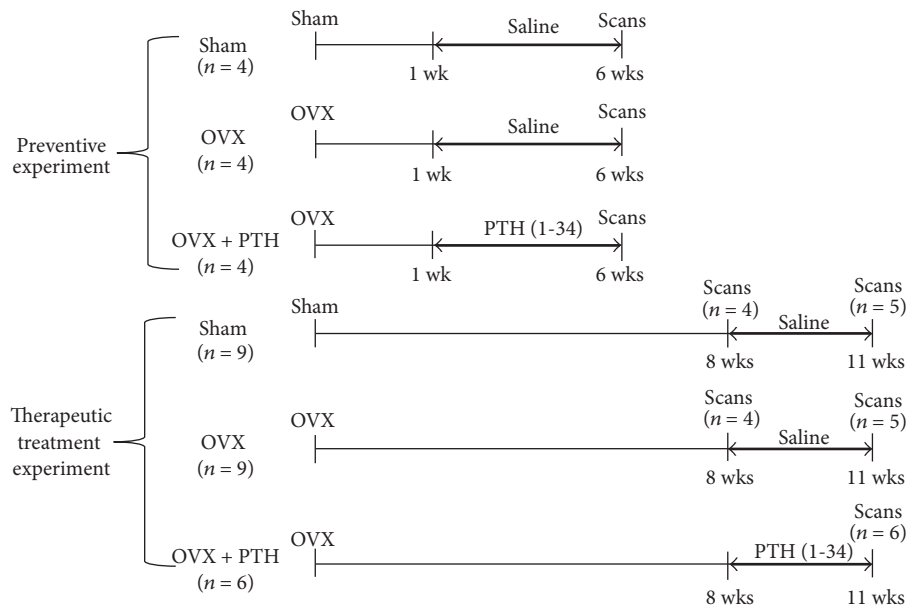 Preventive
experiment
Sham
(n = 4)
Sham
Saline
Scans
1 wk
6 wks
OVX
(n = 4)
OVX
Saline
Scans
1 wk
6 wks
OVX + PTH
(n = 4)
OVX
PTH (1-34)
Scans
1 wk
6 wks
Therapeutic
treatment
experiment
Sham
(n = 9)
Sham
Scans
(n = 4)
Saline
Scans
(n = 5)
8 wks
11 wks
OVX
(n = 9)
OVX
Scans
(n = 4)
Saline
Scans
(n = 5)
8 wks
11 wks
OVX + PTH
(n = 6)
OVX
PTH (1-34)
Scans
(n = 6)
8 wks
11 wks